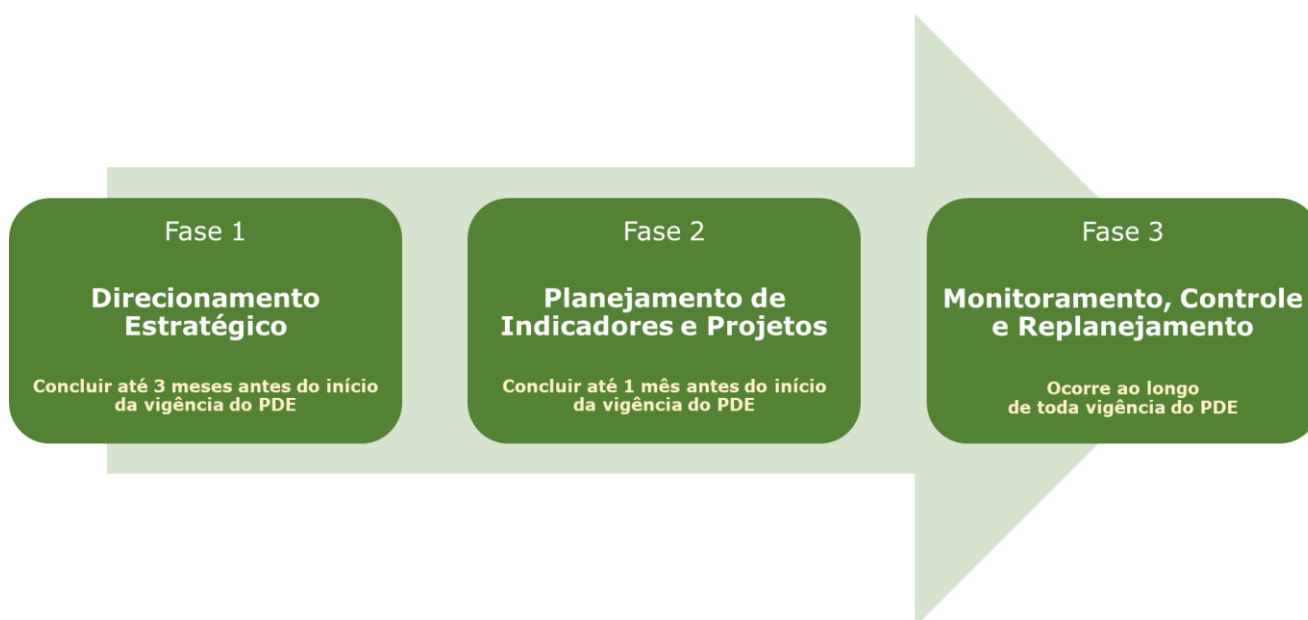 Fase 1
Direcionamento
Estratégico
Concluir até 3 meses antes do início
da vigência do PDE
Fase 2
Planejamento de
Indicadores e Projetos
Concluir até 1 mês antes do início
da vigência do PDE
Fase 3
Monitoramento, Controle
e Replanejamento
Ocorre ao longo
de toda vigência do PDE